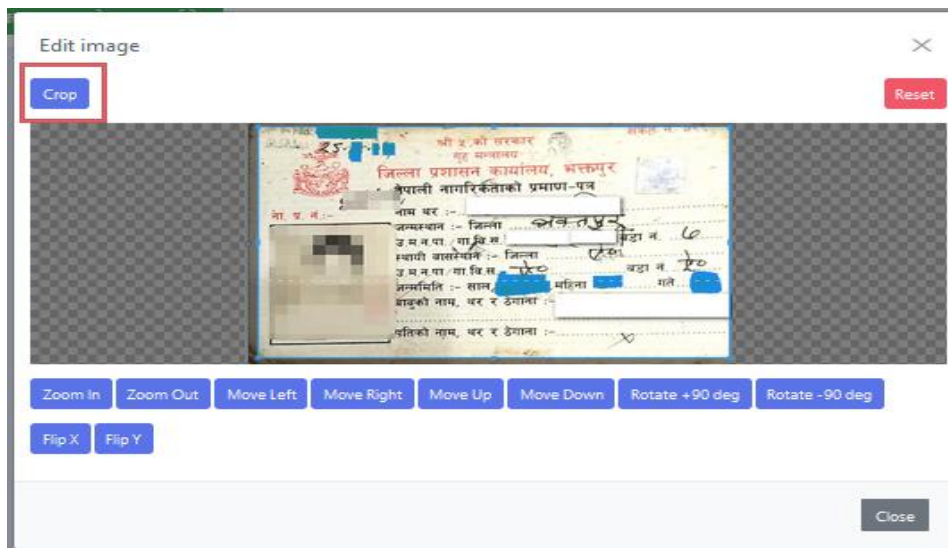 Edit image
Crop
Reset
25-
श्री ५ को सरकार
गृह मन्त्रालय
जिल्ला प्रशासन कार्यालय, भक्तपुर
नेपाली नागरिकताको प्रमाण-पत्र
ना. प्र. नं.:-
नाम थर :-
जन्मस्थान :- जिल्ला भक्तपुर
उ.म.न.पा./गा.वि.स. वडा नं. ६
स्थायी वासस्थान :- जिल्ला
उ.म.न.पा./गा.वि.स. वडा नं.
जन्ममिति :- साल महिना गते
बाबुको नाम, थर र ठेगाना :-
पतिको नाम, थर र ठेगाना :- x
Zoom In Zoom Out Move Left Move Right Move Up Move Down Rotate +90 deg Rotate -90 deg
Flip X Flip Y
Close